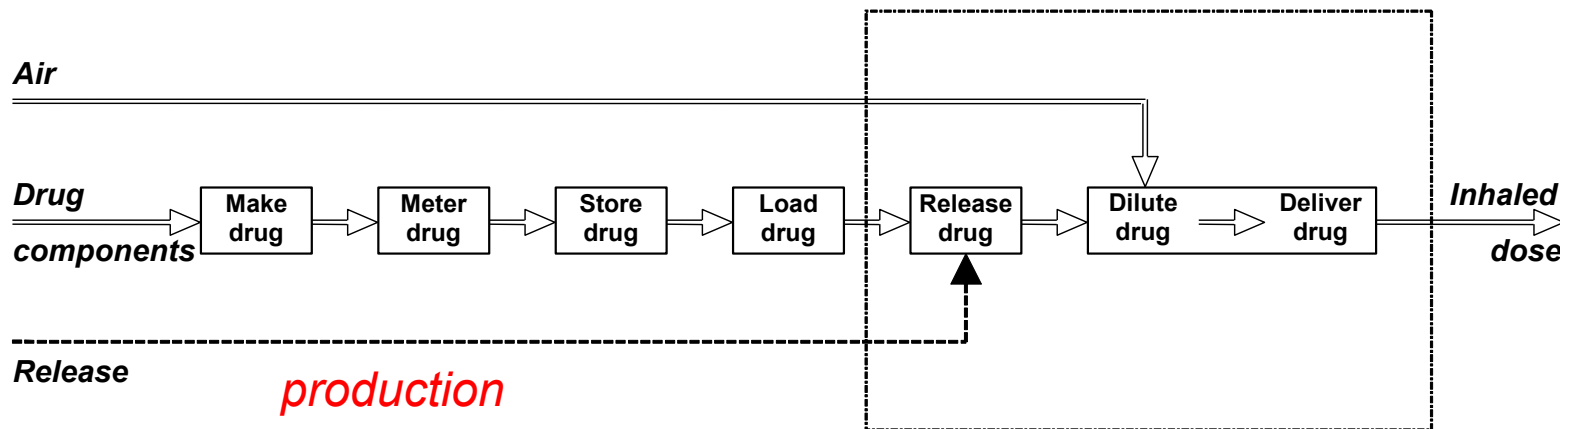 Air
Drug
components
Make
drug
Meter
drug
Store
drug
Load
drug
Release
drug
Dilute
drug
Deliver
drug
Inhaled
dose
Release
production